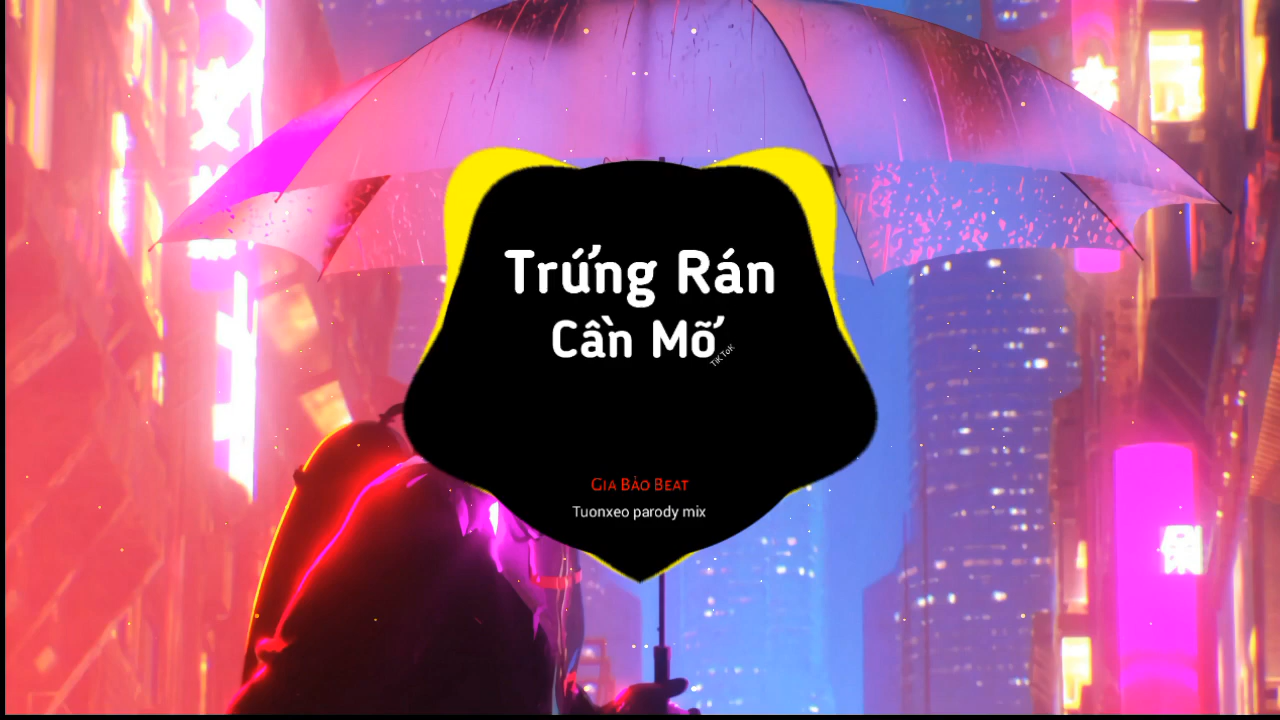 Trứng Rán
Cần Mỡ
TikTok
Gia Bảo Beat
Tuonxeo parody mix